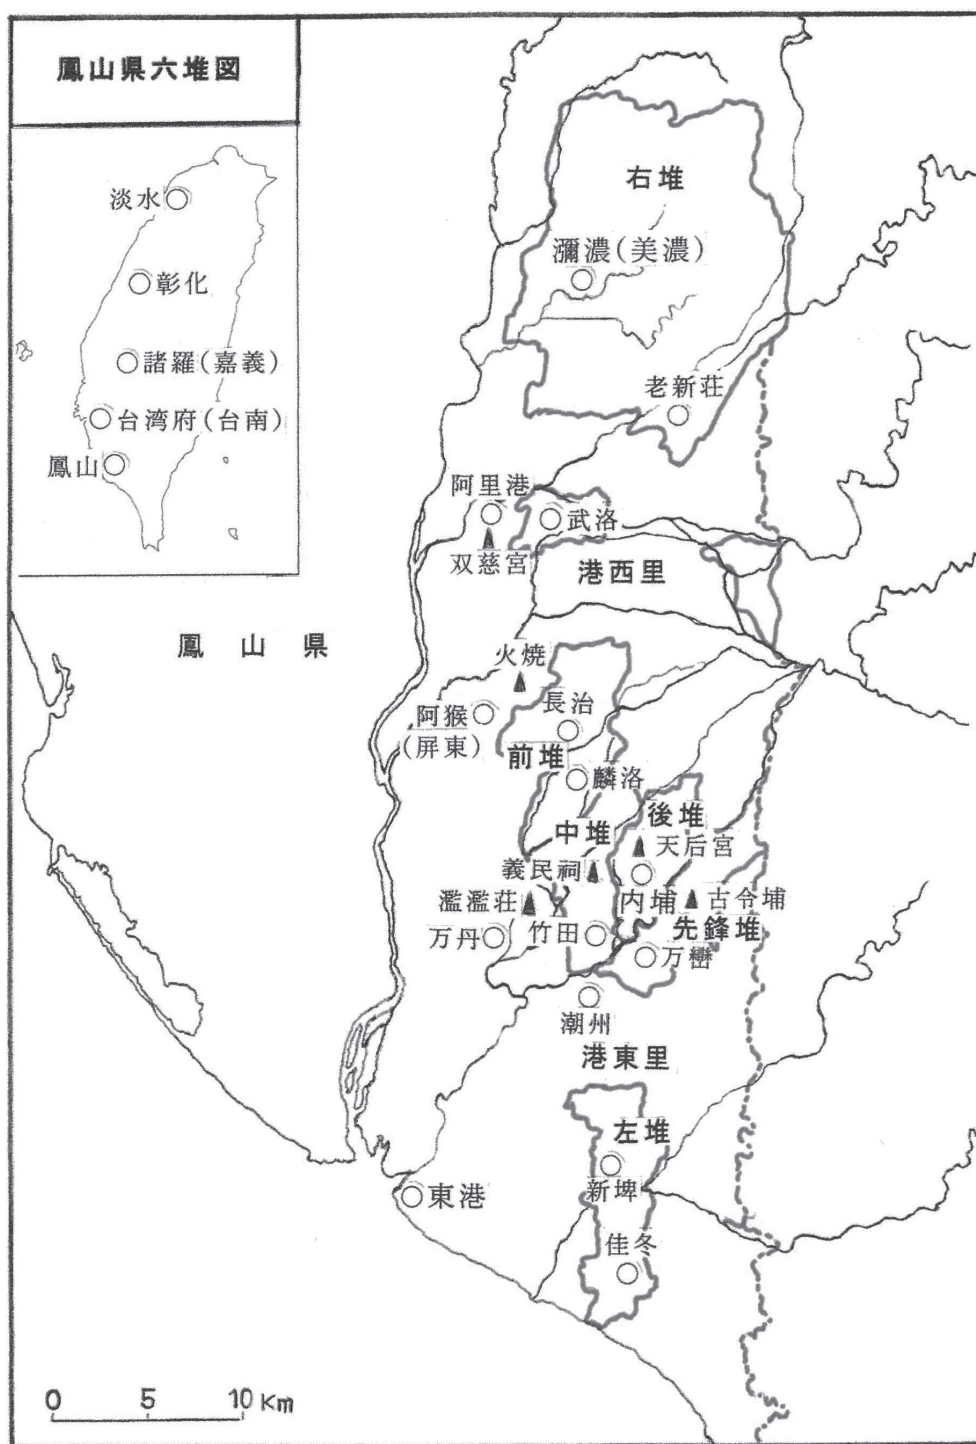 鳳山県六堆図
淡水
彰化
諸羅(嘉義)
台湾府(台南)
鳳山
右堆
瀰濃(美濃)
老新荘
阿里港
武洛
双慈宮
港西里
鳳山県
火焼
阿猴
(屏東)
長治
前堆
麟洛
中堆
後堆
天后宮
義民祠
内埔
古令埔
濫濫荘
先鋒堆
万丹
竹田
万巒
潮州
港東里
左堆
新埤
東港
佳冬
0 5 10 Km